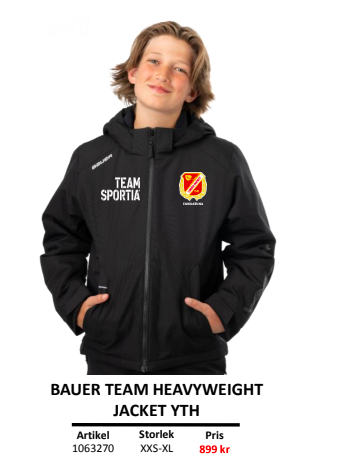 BAUER
TEAM
SPORTIA
BAUER TEAM HEAVYWEIGHT
JACKET YTH
Artikel Storlek Pris
1063270 XXS-XL 899 kr